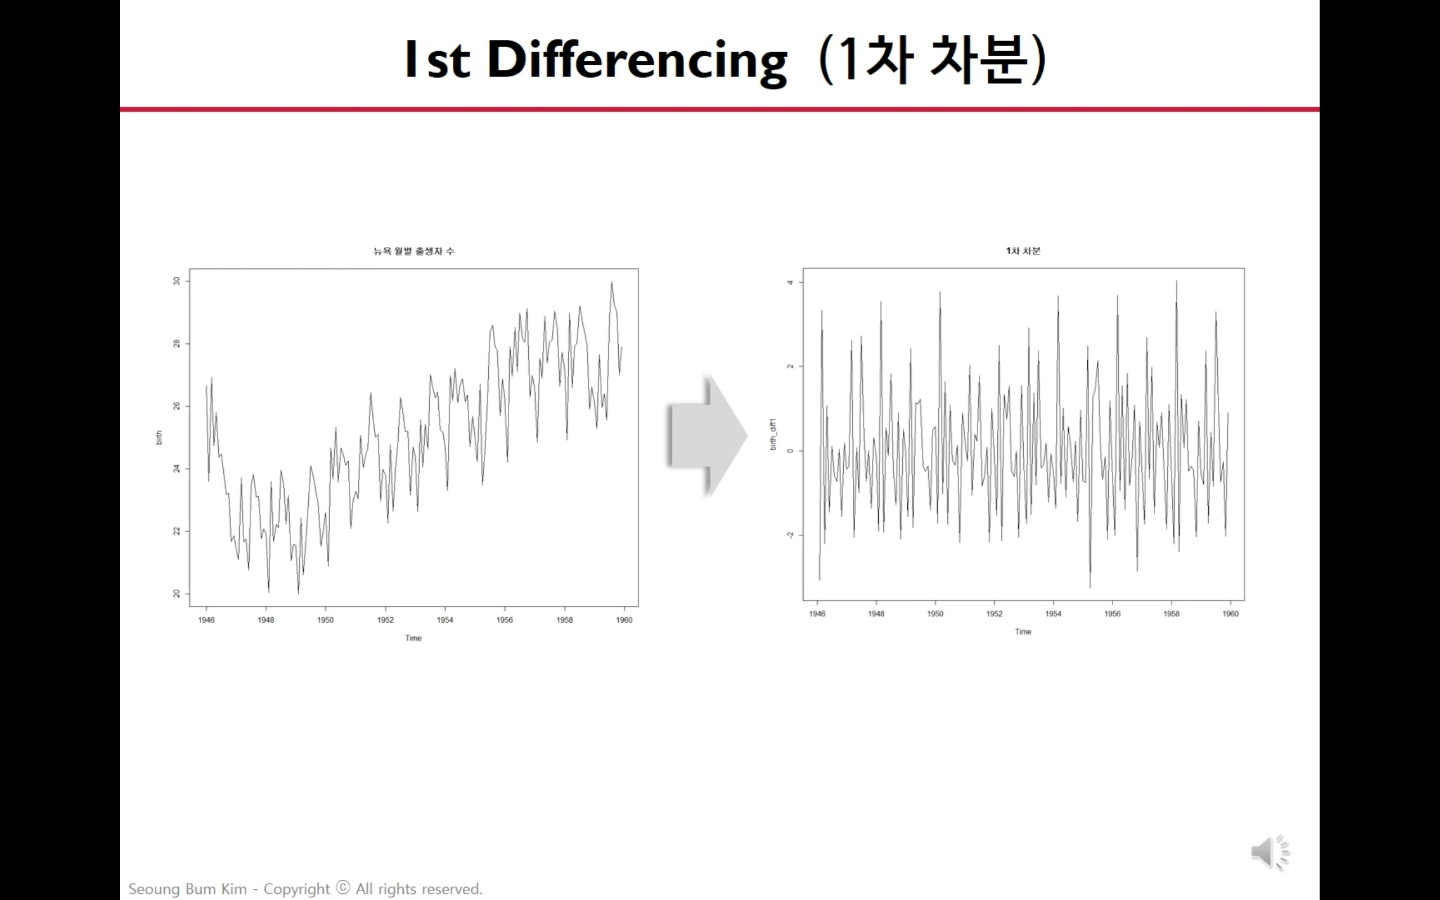 1st Differencing (1차 차분)
뉴욕 월별 출생자 수
birth
30
28
26
24
22
20
1946 1948 1950 1952 1954 1956 1958 1960
Time
1차 차분
birth_diff1
4
2
0
-2
1946 1948 1950 1952 1954 1956 1958 1960
Time
Seoung Bum Kim - Copyright ⓒ All rights reserved.